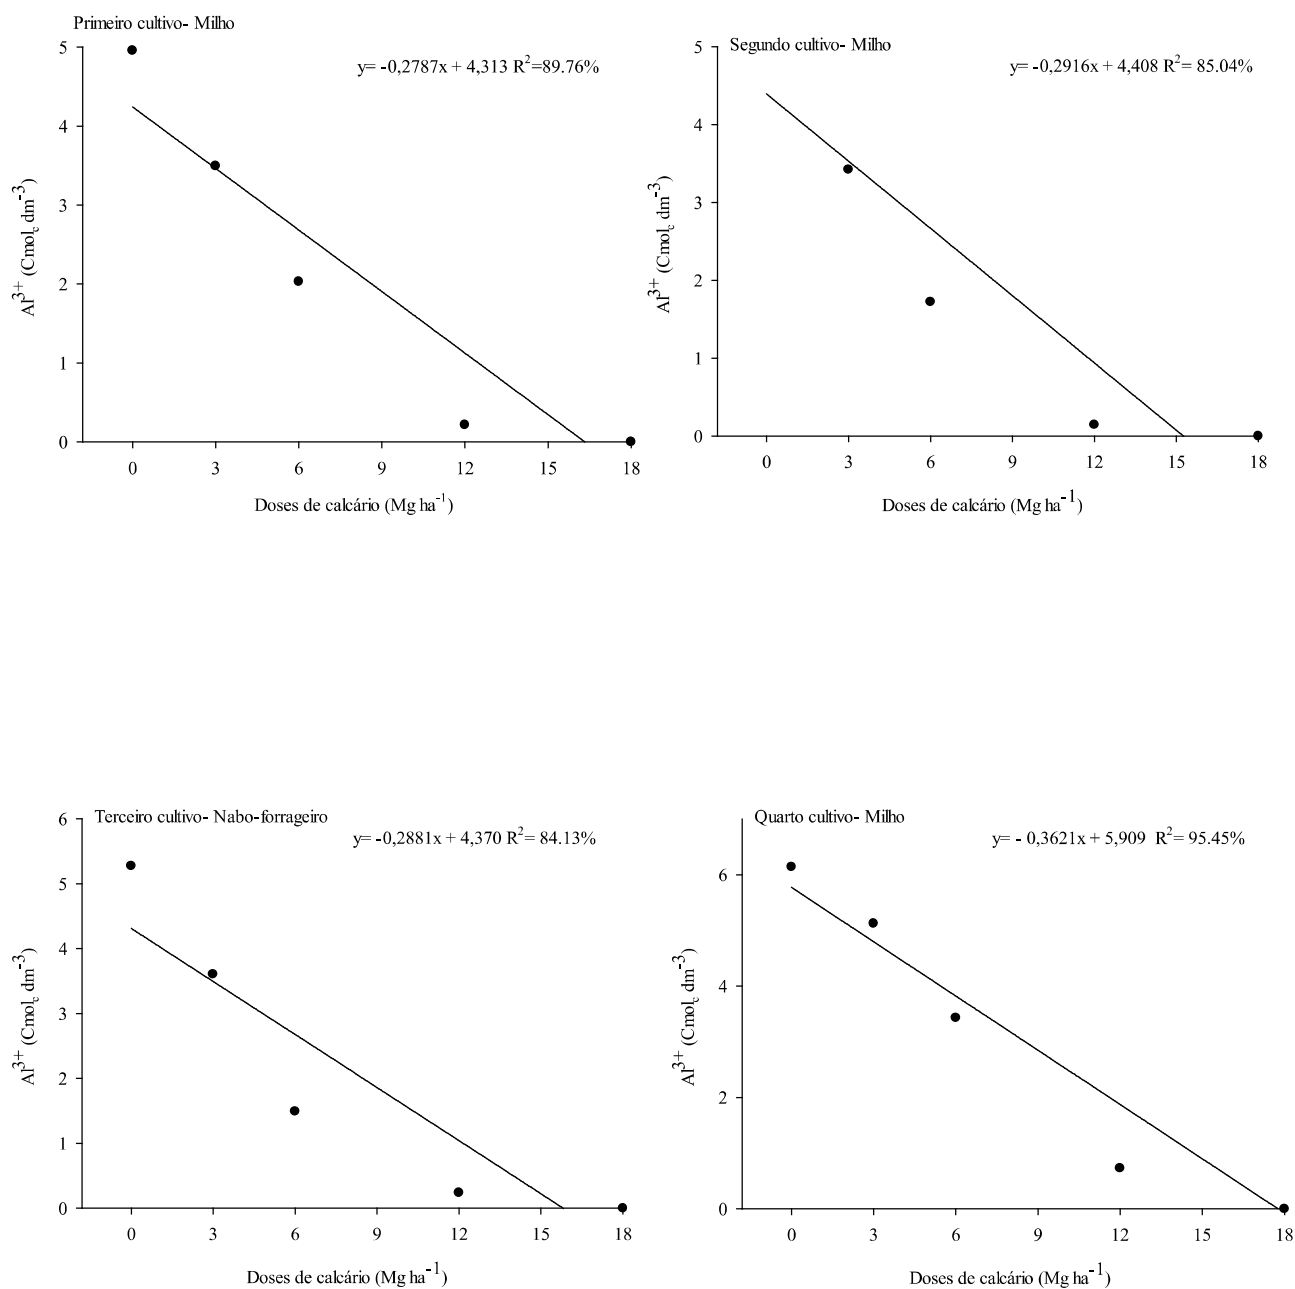 Primeiro cultivo- Milho
y= -0,2787x + 4,313 R²=89.76%
5
4
3
2
1
0
Al³⁺ (Cmol꜀ dm⁻³)
0 3 6 9 12 15 18
Doses de calcário (Mg ha⁻¹)
Segundo cultivo- Milho
y= -0,2916x + 4,408 R²= 85.04%
5
4
3
2
1
0
Al³⁺ (Cmol꜀ dm⁻³)
0 3 6 9 12 15 18
Doses de calcário (Mg ha⁻¹)
Terceiro cultivo- Nabo-forrageiro
y= -0,2881x + 4,370 R²= 84.13%
6
5
4
3
2
1
0
Al³⁺ (Cmol꜀ dm⁻³)
0 3 6 9 12 15 18
Doses de calcário (Mg ha⁻¹)
Quarto cultivo- Milho
y= - 0,3621x + 5,909 R²= 95.45%
6
4
2
0
Al³⁺ (Cmol꜀ dm⁻³)
0 3 6 9 12 15 18
Doses de calcário (Mg ha⁻¹)